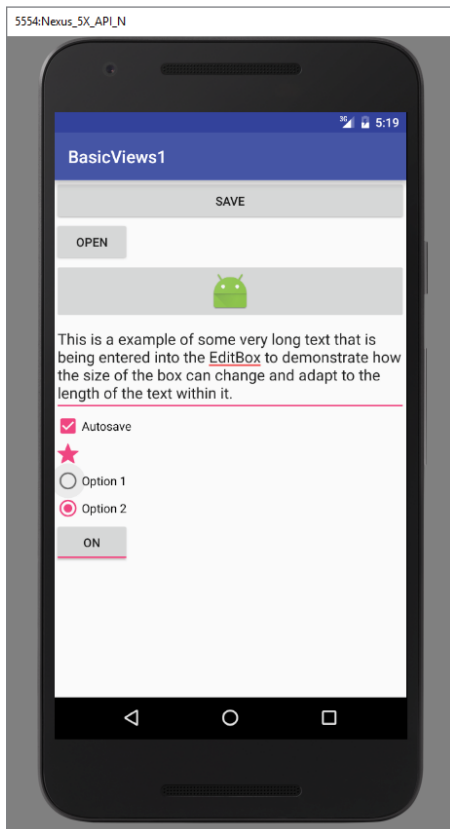 5554:Nexus_5X_API_N
3G 5:19
BasicViews1
SAVE
OPEN
This is a example of some very long text that is
being entered into the EditBox to demonstrate how
the size of the box can change and adapt to the
length of the text within it.
Autosave
Option 1
Option 2
ON